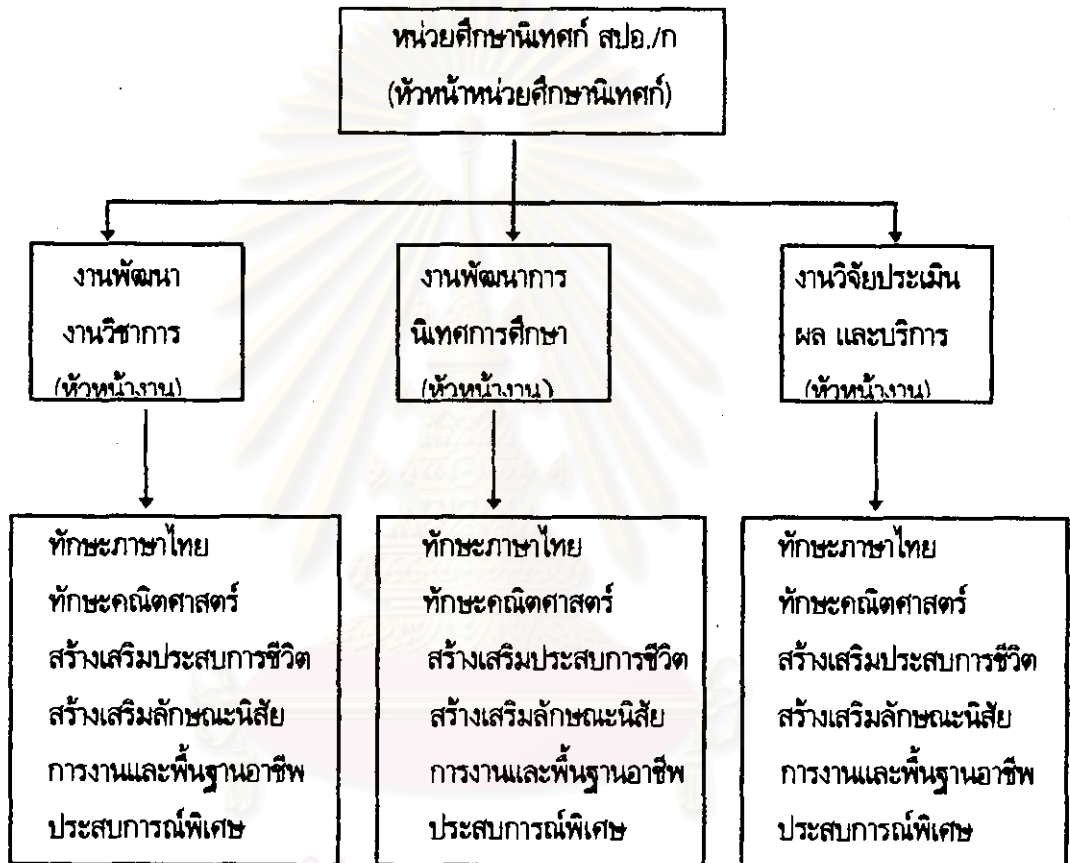 หน่วยศึกษานิเทศก์ สปอ./ก
(หัวหน้าหน่วยศึกษานิเทศก์)
งานพัฒนา
งานวิชาการ
(หัวหน้างาน)
งานพัฒนาการ
นิเทศการศึกษา
(หัวหน้างาน)
งานวิจัยประเมิน
ผล และบริการ
(หัวหน้างาน)
ทักษะภาษาไทย
ทักษะคณิตศาสตร์
สร้างเสริมประสบการชีวิต
สร้างเสริมลักษณะนิสัย
การงานและพื้นฐานอาชีพ
ประสบการณ์พิเศษ
ทักษะภาษาไทย
ทักษะคณิตศาสตร์
สร้างเสริมประสบการชีวิต
สร้างเสริมลักษณะนิสัย
การงานและพื้นฐานอาชีพ
ประสบการณ์พิเศษ
ทักษะภาษาไทย
ทักษะคณิตศาสตร์
สร้างเสริมประสบการชีวิต
สร้างเสริมลักษณะนิสัย
การงานและพื้นฐานอาชีพ
ประสบการณ์พิเศษ